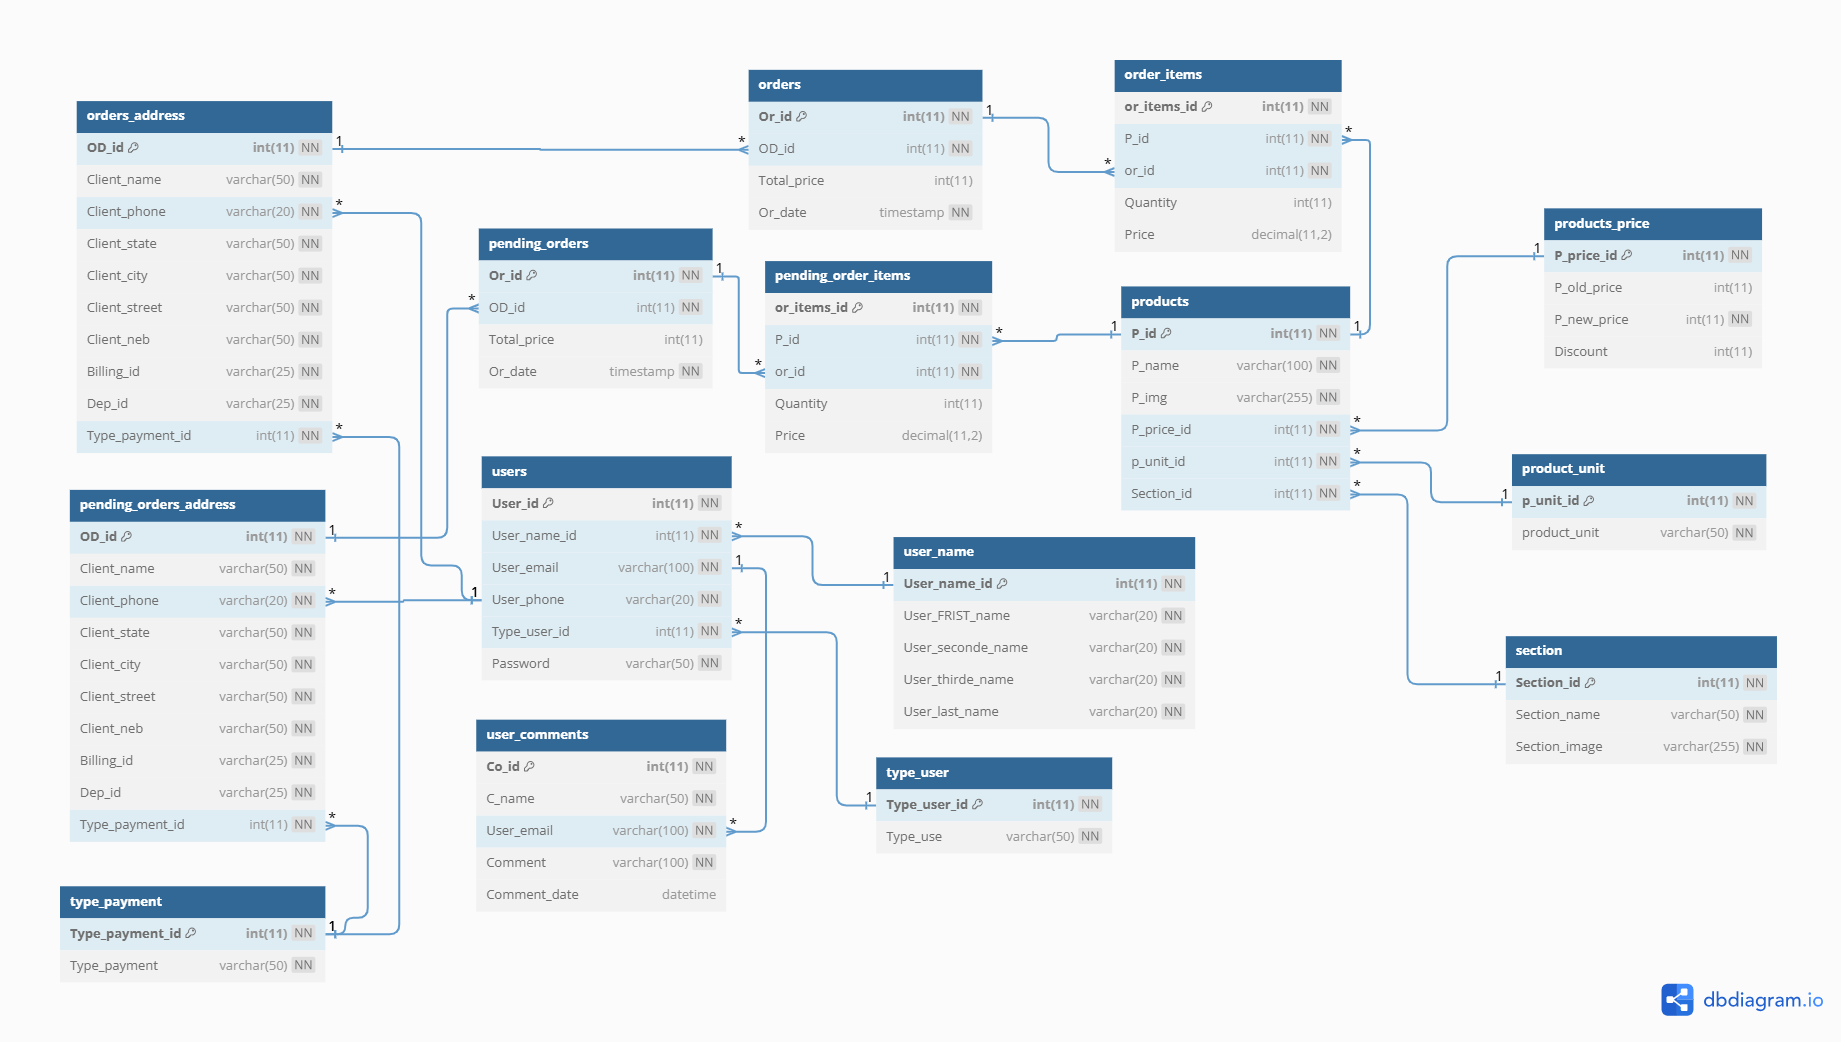 orders_address
OD_id int(11) NN
Client_name varchar(50) NN
Client_phone varchar(20) NN
Client_state varchar(50) NN
Client_city varchar(50) NN
Client_street varchar(50) NN
Client_neb varchar(50) NN
Billing_id varchar(25) NN
Dep_id varchar(25) NN
Type_payment_id int(11) NN
1
*
*
pending_orders_address
OD_id int(11) NN
Client_name varchar(50) NN
Client_phone varchar(20) NN
Client_state varchar(50) NN
Client_city varchar(50) NN
Client_street varchar(50) NN
Client_neb varchar(50) NN
Billing_id varchar(25) NN
Dep_id varchar(25) NN
Type_payment_id int(11) NN
1
*
*
type_payment
Type_payment_id int(11) NN
Type_payment varchar(50) NN
1
orders
Or_id int(11) NN
OD_id int(11) NN
Total_price int(11)
Or_date timestamp NN
1
*
pending_orders
Or_id int(11) NN
OD_id int(11) NN
Total_price int(11)
Or_date timestamp NN
1
*
order_items
or_items_id int(11) NN
P_id int(11) NN
or_id int(11) NN
Quantity int(11)
Price decimal(11,2)
*
*
pending_order_items
or_items_id int(11) NN
P_id int(11) NN
or_id int(11) NN
Quantity int(11)
Price decimal(11,2)
*
*
users
User_id int(11) NN
User_name_id int(11) NN
User_email varchar(100) NN
User_phone varchar(20) NN
Type_user_id int(11) NN
Password varchar(50) NN
*
1
1
*
user_comments
Co_id int(11) NN
C_name varchar(50) NN
User_email varchar(100) NN
Comment varchar(100) NN
Comment_date datetime
*
user_name
User_name_id int(11) NN
User_FRIST_name varchar(20) NN
User_seconde_name varchar(20) NN
User_thirde_name varchar(20) NN
User_last_name varchar(20) NN
1
type_user
Type_user_id int(11) NN
Type_use varchar(50) NN
1
products
P_id int(11) NN
P_name varchar(100) NN
P_img varchar(255) NN
P_price_id int(11) NN
p_unit_id int(11) NN
Section_id int(11) NN
1
1
*
*
*
products_price
P_price_id int(11) NN
P_old_price int(11)
P_new_price int(11) NN
Discount int(11)
1
product_unit
p_unit_id int(11) NN
product_unit varchar(50) NN
1
section
Section_id int(11) NN
Section_name varchar(50) NN
Section_image varchar(255) NN
1
dbdiagram.io